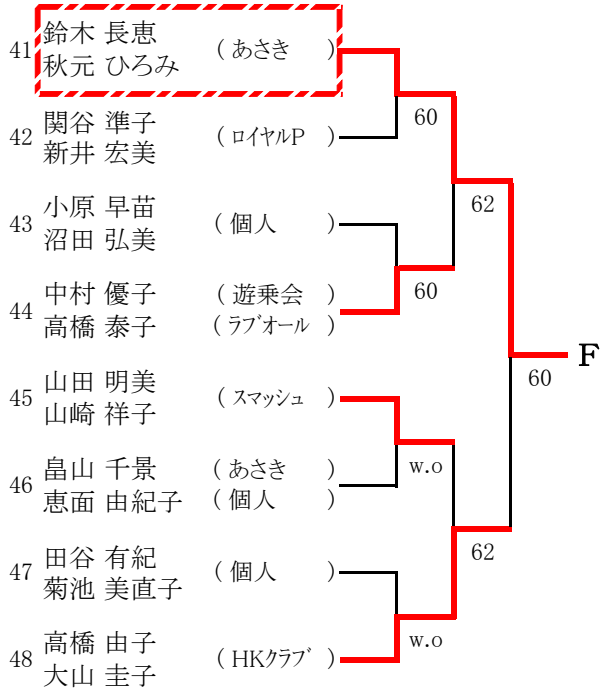 41 鈴木 長恵 ( あさき )
秋元 ひろみ
60
42 関谷 準子 ( ロイヤルP )
新井 宏美
62
43 小原 早苗 ( 個人 )
沼田 弘美
60
44 中村 優子 ( 遊乗会 )
高橋 泰子 ( ラブオール )
F
60
45 山田 明美 ( スマッシュ )
山崎 祥子
w.o
46 畠山 千景 ( あさき )
恵面 由紀子 ( 個人 )
62
47 田谷 有紀 ( 個人 )
菊池 美直子
w.o
48 高橋 由子 ( HKクラブ )
大山 圭子